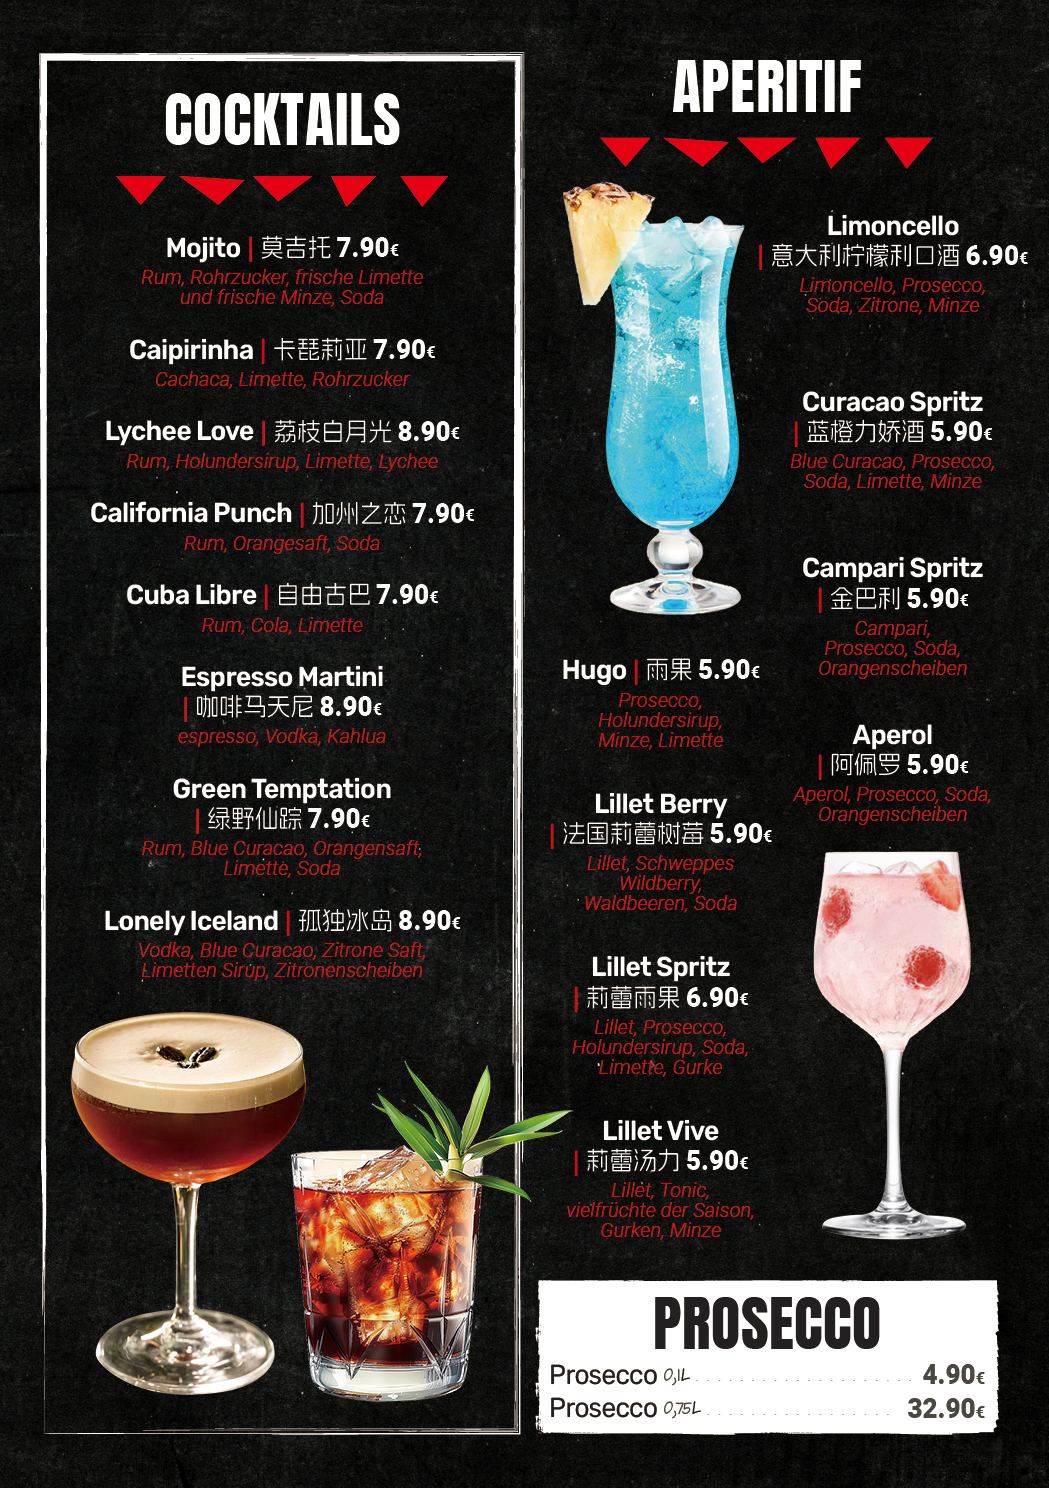 COCKTAILS
Mojito | 莫吉托 7.90€
Rum, Rohrzucker, frische Limette
und frische Minze, Soda
Caipirinha | 卡琵莉亚 7.90€
Cachaca, Limette, Rohrzucker
Lychee Love | 荔枝白月光 8.90€
Rum, Holundersirup, Limette, Lychee
California Punch | 加州之恋 7.90€
Rum, Orangesaft, Soda
Cuba Libre | 自由古巴 7.90€
Rum, Cola, Limette
Espresso Martini
| 咖啡马天尼 8.90€
espresso, Vodka, Kahlua
Green Temptation
| 绿野仙踪 7.90€
Rum, Blue Curacao, Orangensaft,
Limette, Soda
Lonely Iceland | 孤独冰岛 8.90€
Vodka, Blue Curacao, Zitrone Saft,
Limetten Sirup, Zitronenscheiben
APERITIF
Limoncello
| 意大利柠檬利口酒 6.90€
Limoncello, Prosecco,
Soda, Zitrone, Minze
Curacao Spritz
| 蓝橙力娇酒 5.90€
Blue Curacao, Prosecco,
Soda, Limette, Minze
Campari Spritz
| 金巴利 5.90€
Campari,
Prosecco, Soda,
Orangenscheiben
Aperol
| 阿佩罗 5.90€
Aperol, Prosecco, Soda,
Orangenscheiben
Hugo | 雨果 5.90€
Prosecco,
Holundersirup,
Minze, Limette
Lillet Berry
| 法国莉蕾树莓 5.90€
Lillet, Schweppes
Wildberry,
Waldbeeren, Soda
Lillet Spritz
| 莉蕾雨果 6.90€
Lillet, Prosecco,
Holundersirup, Soda,
Limette, Gurke
Lillet Vive
| 莉蕾汤力 5.90€
Lillet, Tonic,
vielfrüchte der Saison,
Gurken, Minze
PROSECCO
Prosecco 0,1L 4.90€
Prosecco 0,75L 32.90€